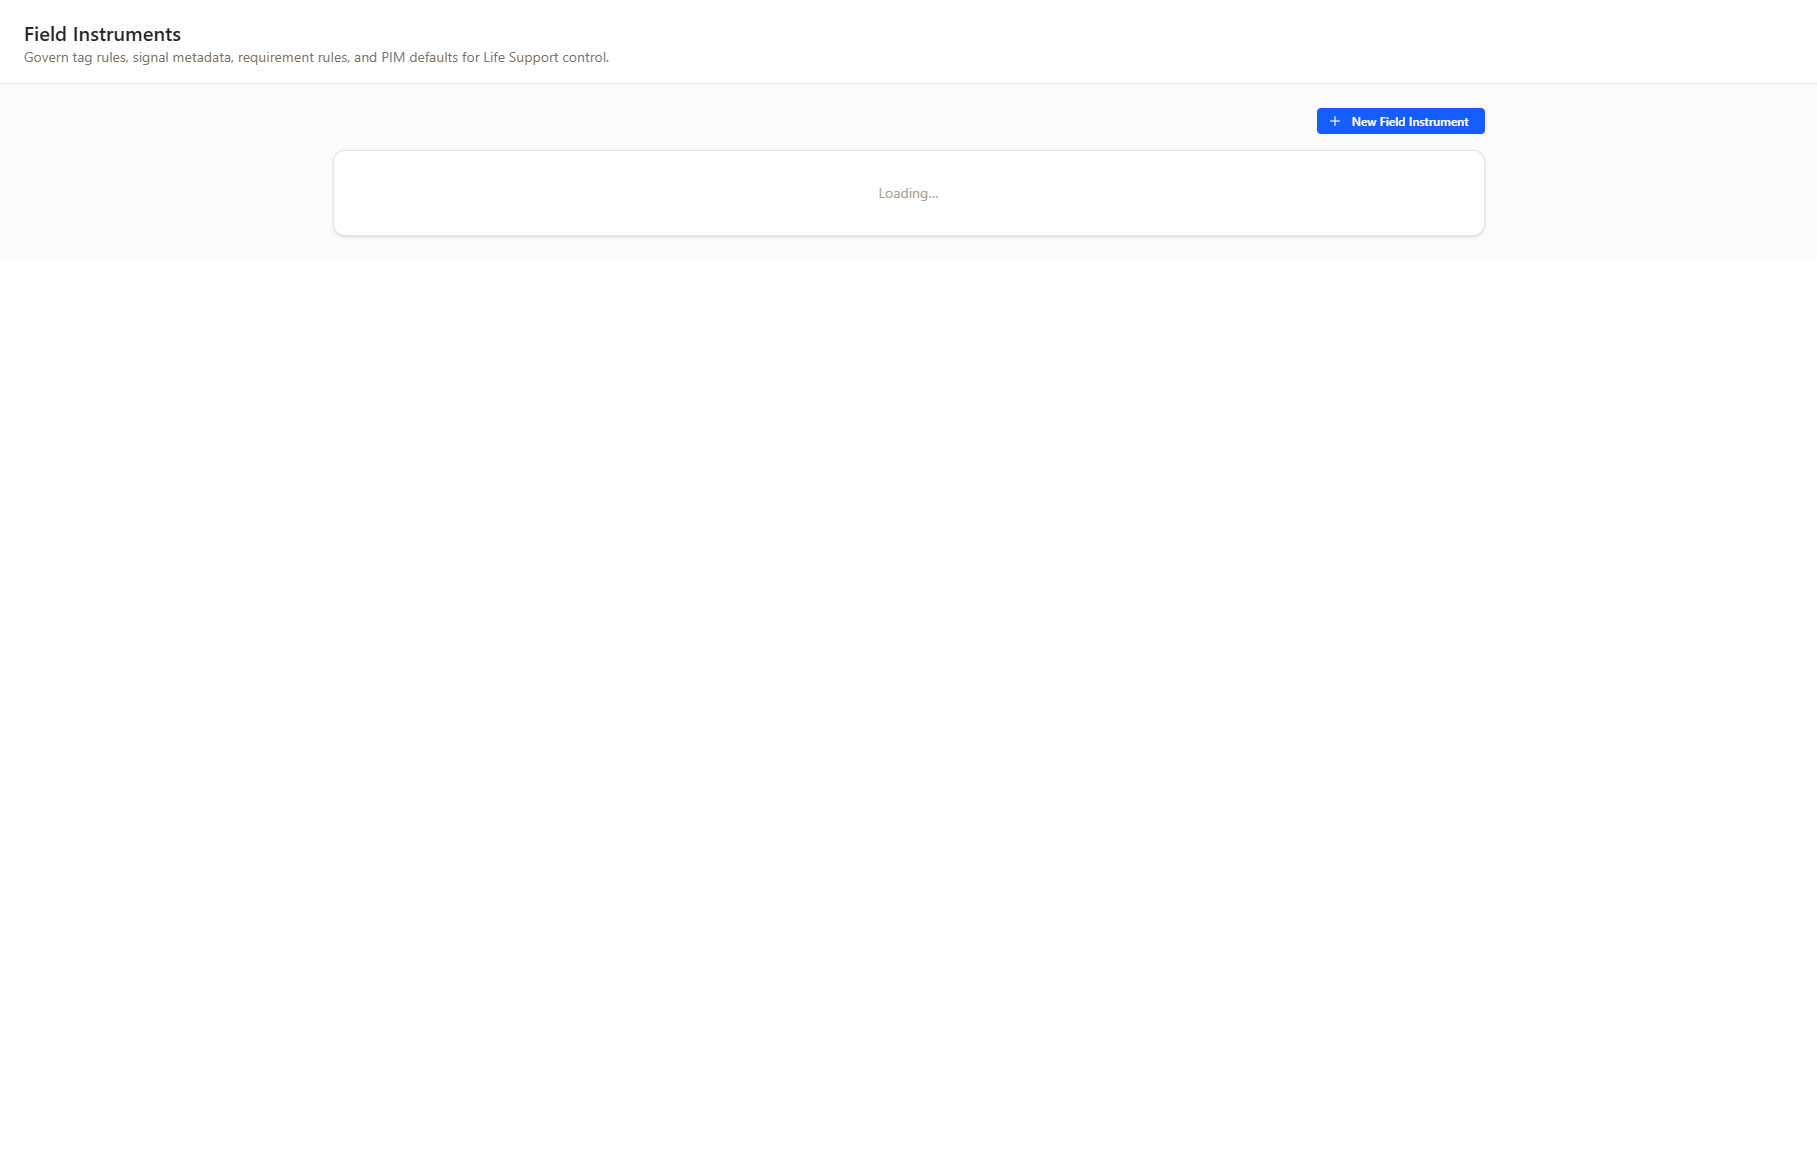 Field Instruments
Govern tag rules, signal metadata, requirement rules, and PIM defaults for Life Support control.
New Field Instrument
Loading...